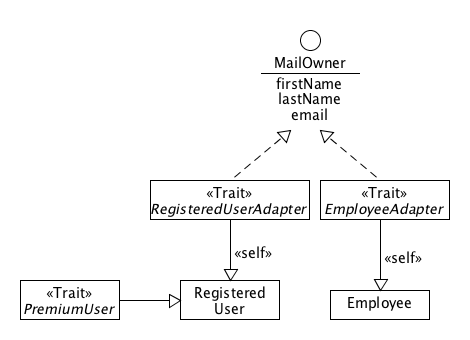 MailOwner
firstName
lastName
email
«Trait»
RegisteredUserAdapter
«Trait»
EmployeeAdapter
«self»
«self»
«Trait»
PremiumUser
Registered
User
Employee